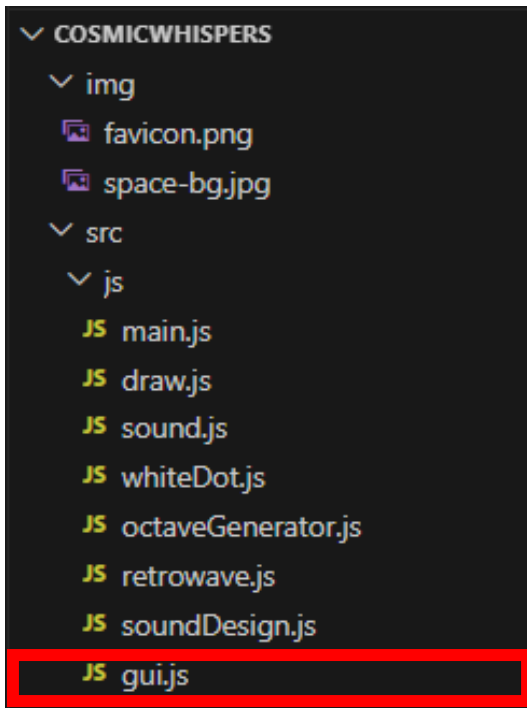 COSMICWHISPERS
img
favicon.png
space-bg.jpg
src
js
JS main.js
JS draw.js
JS sound.js
JS whiteDot.js
JS octaveGenerator.js
JS retrowave.js
JS soundDesign.js
JS gui.js